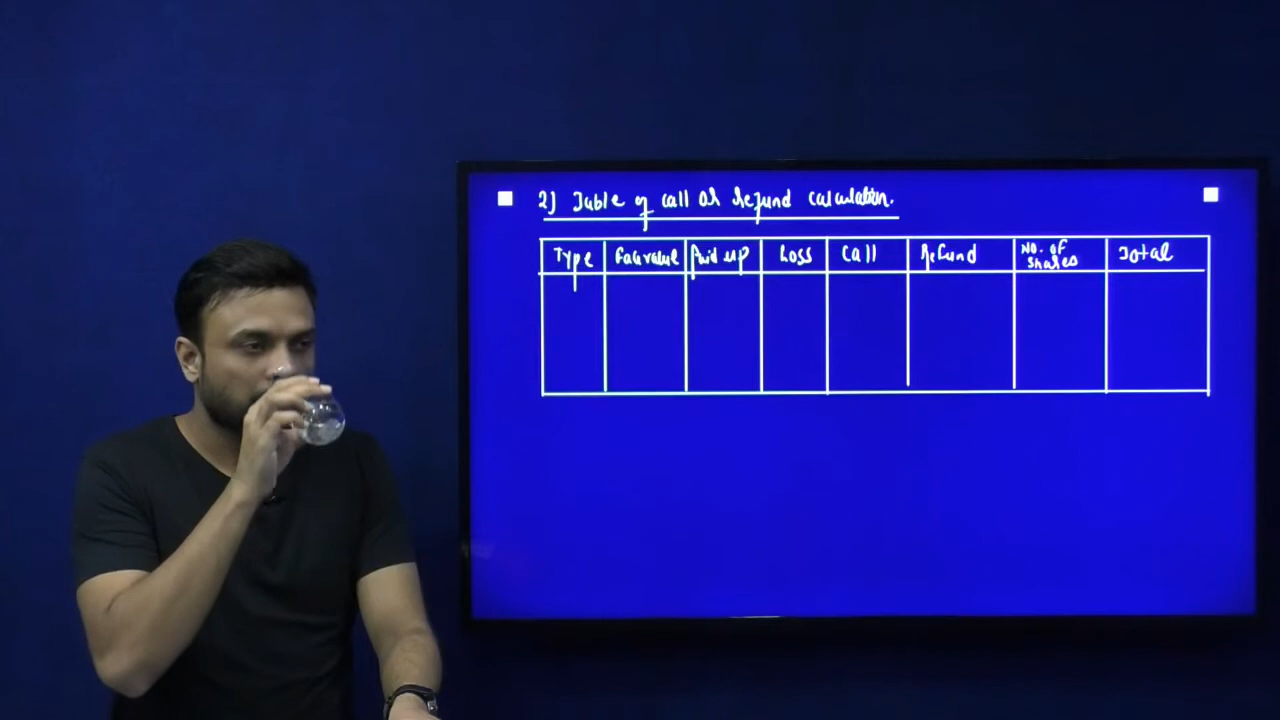 2) Table of call or Refund calculation.
Type Facevalue Paid up Loss Call Refund No. of shares Total